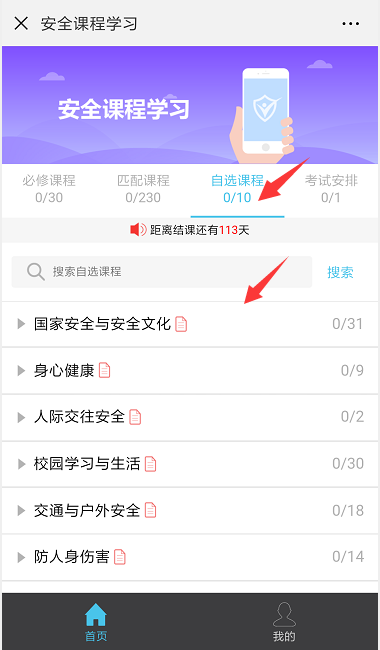 安全课程学习
安全课程学习
必修课程 匹配课程 自选课程 考试安排
0/30 0/230 0/10 0/1
距离结课还有113天
搜索自选课程 搜索
国家安全与安全文化 0/31
身心健康 0/9
人际交往安全 0/2
校园学习与生活 0/30
交通与户外安全 0/18
防人身伤害 0/14
首页 我的